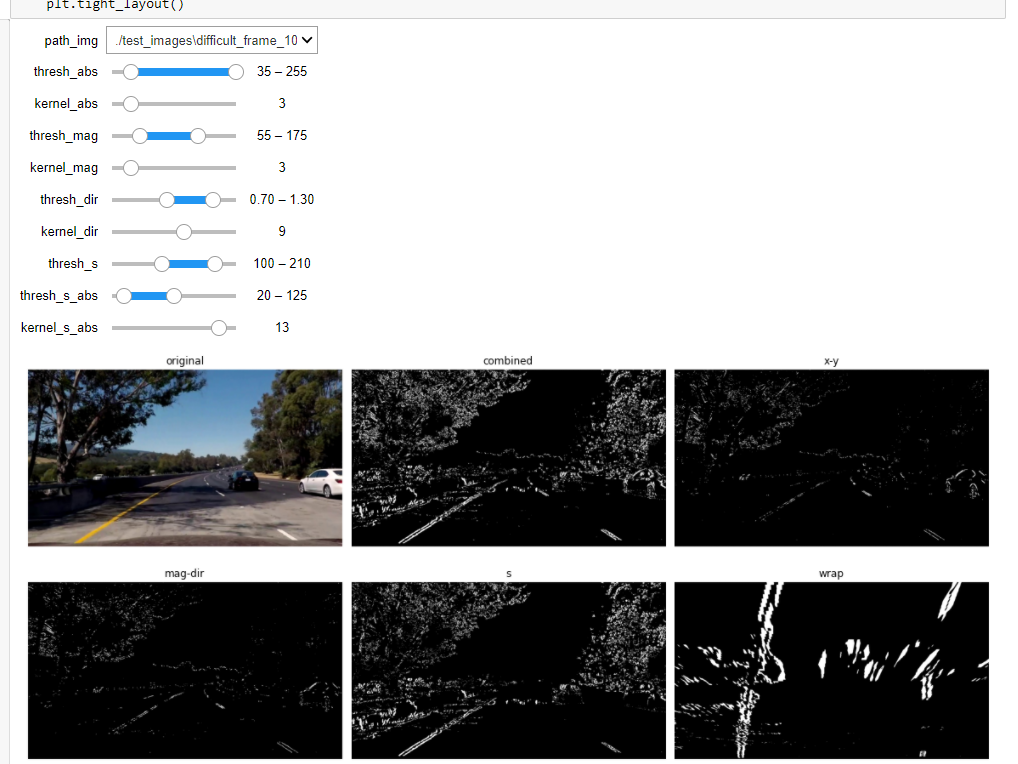 plt.tight_layout()
path_img ./test_images\difficult_frame_10
thresh_abs 35 – 255
kernel_abs 3
thresh_mag 55 – 175
kernel_mag 3
thresh_dir 0.70 – 1.30
kernel_dir 9
thresh_s 100 – 210
thresh_s_abs 20 – 125
kernel_s_abs 13
original combined x-y
mag-dir s wrap